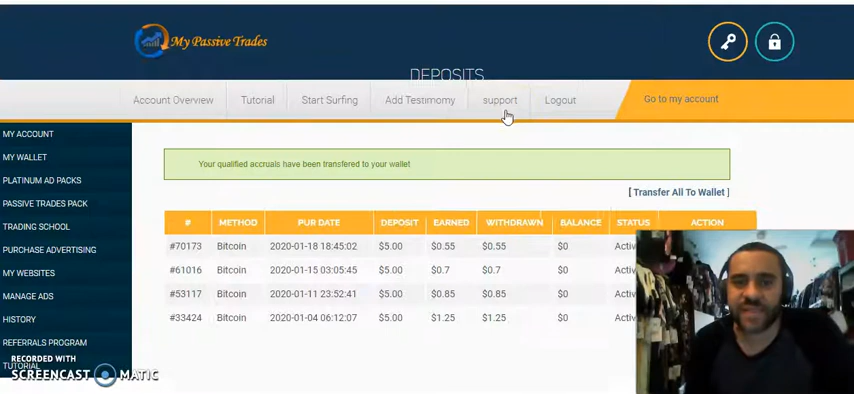 My Passive Trades
DEPOSITS
Account Overview Tutorial Start Surfing Add Testimomy support Logout Go to my account
MY ACCOUNT
MY WALLET
PLATINUM AD PACKS
PASSIVE TRADES PACK
TRADING SCHOOL
PURCHASE ADVERTISING
MY WEBSITES
MANAGE ADS
HISTORY
REFERRALS PROGRAM
TUTORIAL
Your qualified accruals have been transfered to your wallet
[ Transfer All To Wallet ]
# METHOD PUR DATE DEPOSIT EARNED WITHDRAWN BALANCE STATUS ACTION
#70173 Bitcoin 2020-01-18 18:45:02 $5.00 $0.55 $0.55 $0 Activ
#61016 Bitcoin 2020-01-15 03:05:45 $5.00 $0.7 $0.7 $0 Activ
#53117 Bitcoin 2020-01-11 23:52:41 $5.00 $0.85 $0.85 $0 Activ
#33424 Bitcoin 2020-01-04 06:12:07 $5.00 $1.25 $1.25 $0 Activ
RECORDED WITH
SCREENCAST MATIC